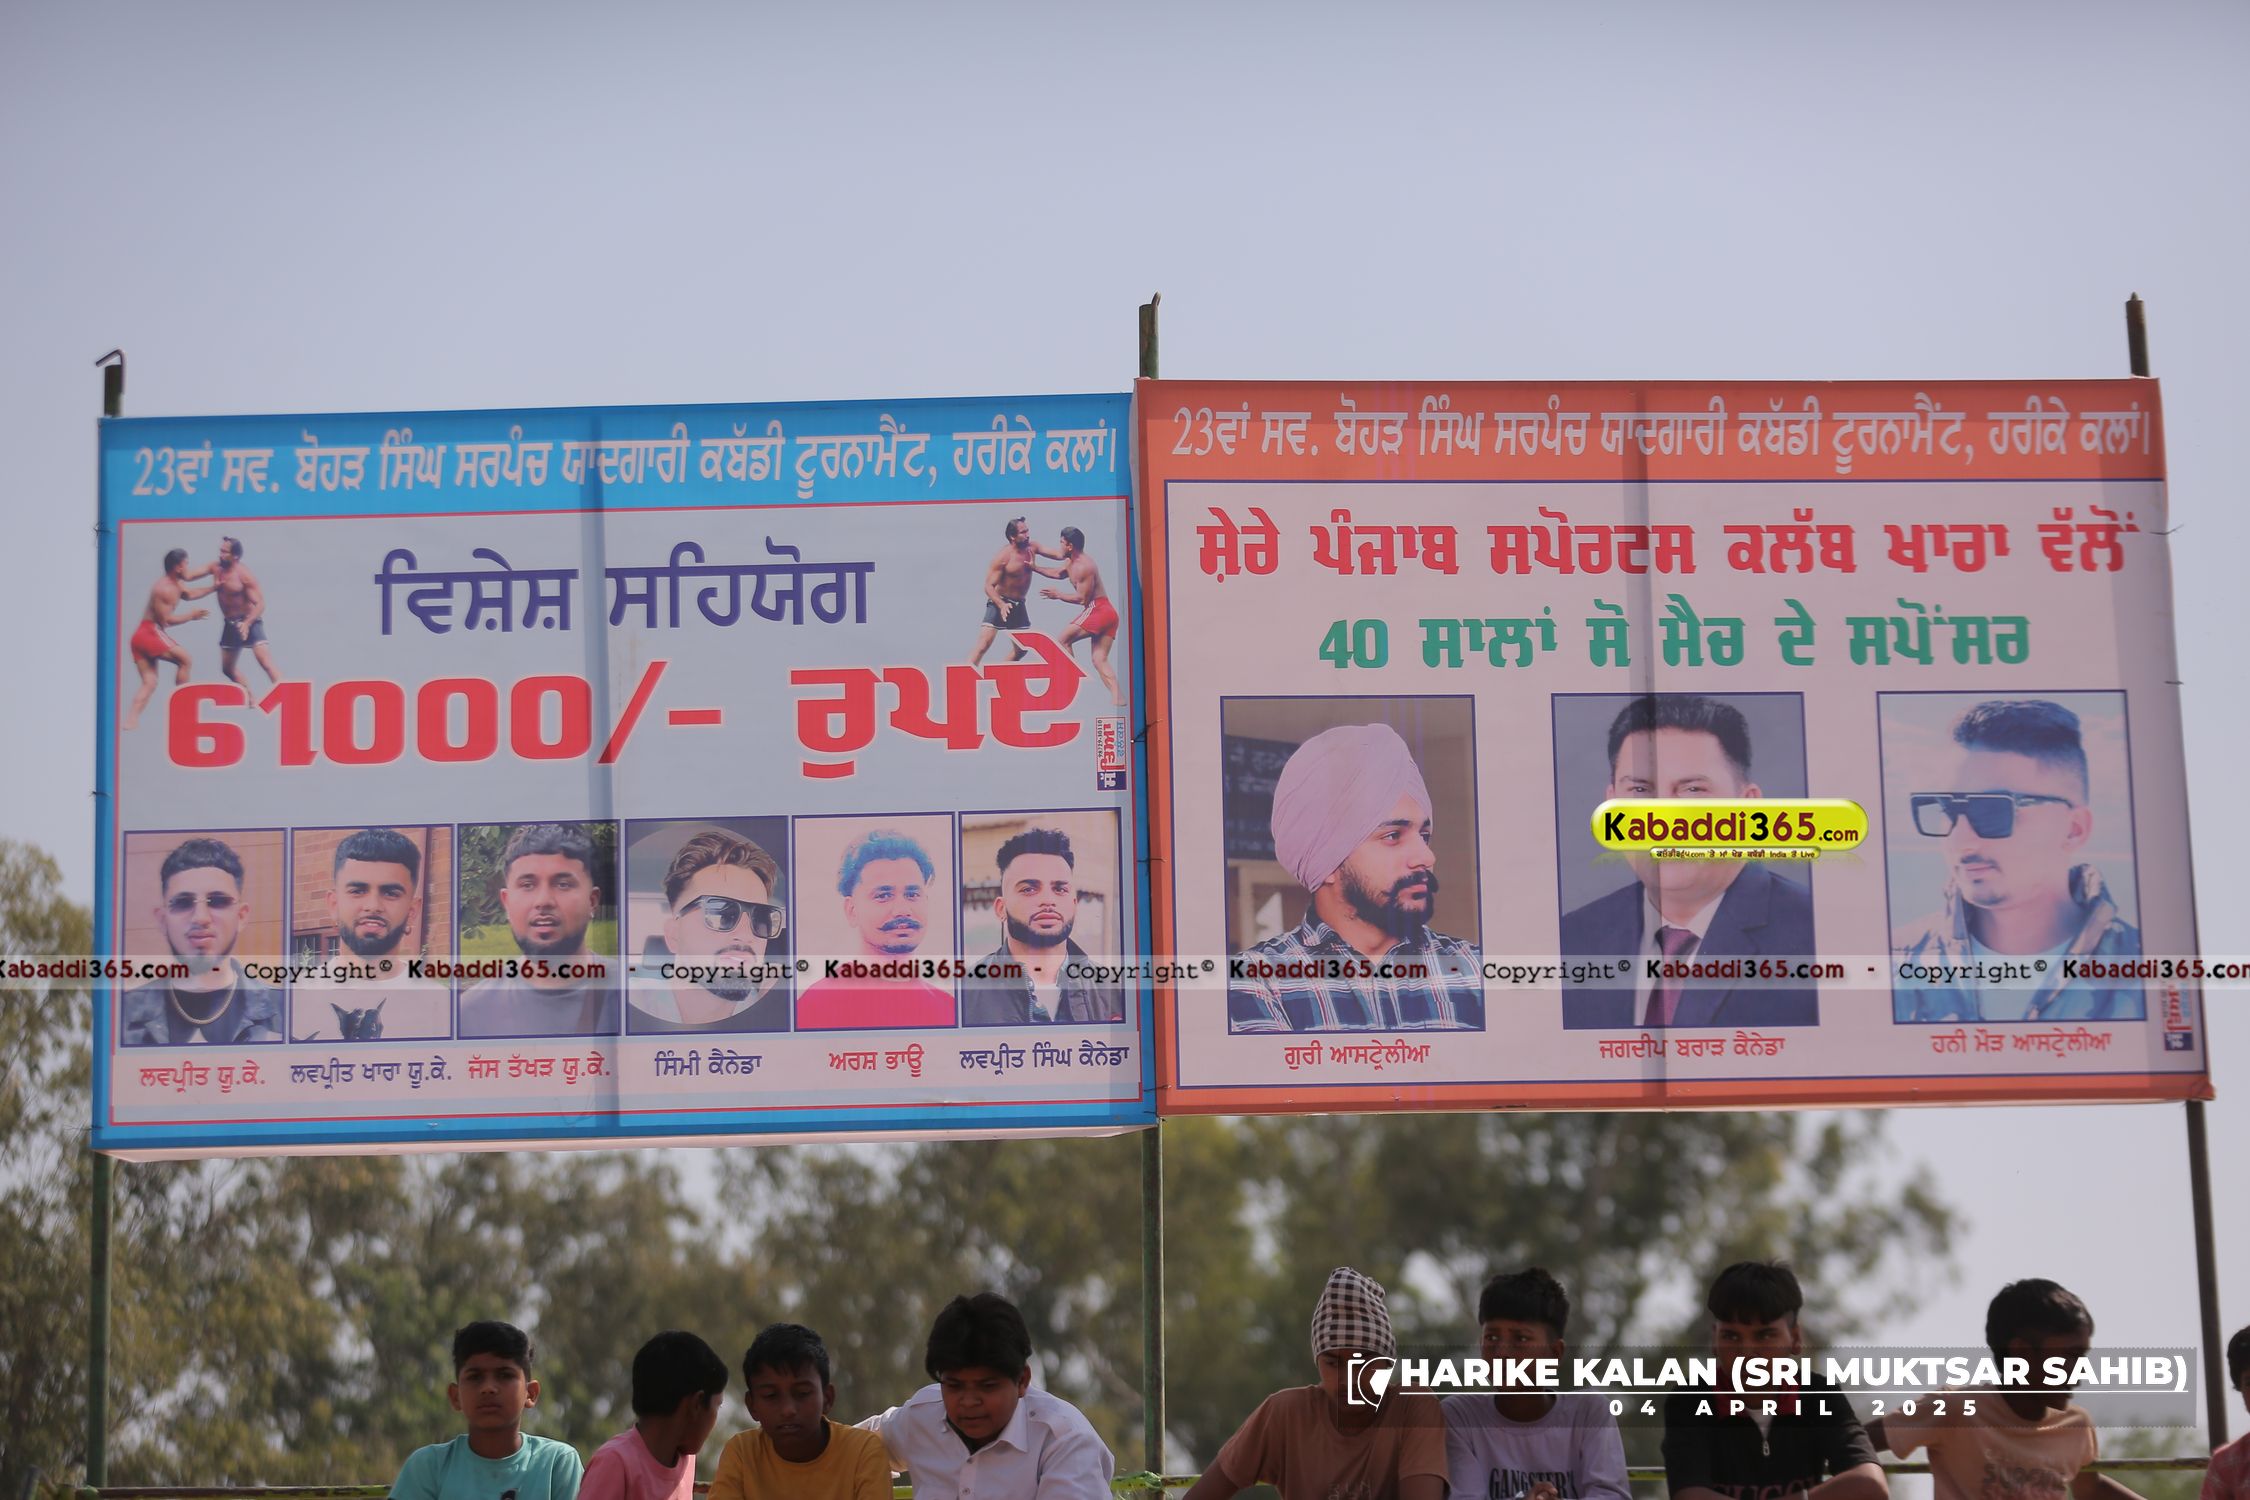 23ਵਾਂ ਸਵ. ਬੋਹੜ ਸਿੰਘ ਸਰਪੰਚ ਯਾਦਗਾਰੀ ਕਬੱਡੀ ਟੂਰਨਾਮੈਂਟ, ਹਰੀਕੇ ਕਲਾਂ।
ਵਿਸ਼ੇਸ਼ ਸਹਿਯੋਗ
61000/- ਰੁਪਏ
ਲਵਪ੍ਰੀਤ ਯੂ.ਕੇ. ਲਵਪ੍ਰੀਤ ਖਾਰਾ ਯੂ.ਕੇ. ਜੱਸ ਤੱਖੜ ਯੂ.ਕੇ. ਸਿੰਮੀ ਕੈਨੇਡਾ ਅਰਸ਼ ਭਾਊ ਲਵਪ੍ਰੀਤ ਸਿੰਘ ਕੈਨੇਡਾ
23ਵਾਂ ਸਵ. ਬੋਹੜ ਸਿੰਘ ਸਰਪੰਚ ਯਾਦਗਾਰੀ ਕਬੱਡੀ ਟੂਰਨਾਮੈਂਟ, ਹਰੀਕੇ ਕਲਾਂ।
ਸ਼ੇਰੇ ਪੰਜਾਬ ਸਪੋਰਟਸ ਕਲੱਬ ਖਾਰਾ ਵੱਲੋਂ
40 ਸਾਲਾਂ ਸੋ ਮੈਚ ਦੇ ਸਪੋਂਸਰ
Kabaddi365.com
ਗੁਰੀ ਆਸਟ੍ਰੇਲੀਆ ਜਗਦੀਪ ਬਰਾੜ ਕੈਨੇਡਾ ਹਨੀ ਮੌੜ ਆਸਟ੍ਰੇਲੀਆ
Kabaddi365.com - Copyright© Kabaddi365.com - Copyright© Kabaddi365.com - Copyright© Kabaddi365.com - Copyright© Kabaddi365.com - Copyright© Kabaddi365.com
HARIKE KALAN (SRI MUKTSAR SAHIB)
04 APRIL 2025